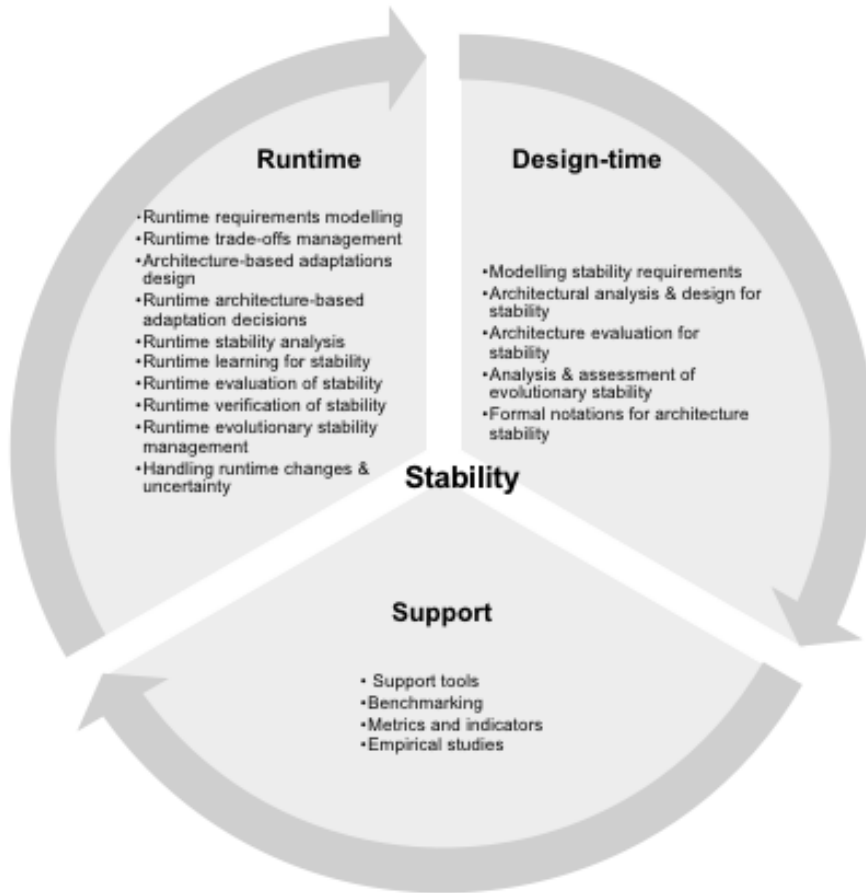 Runtime
•Runtime requirements modelling
•Runtime trade-offs management
•Architecture-based adaptations
design
•Runtime architecture-based
adaptation decisions
•Runtime stability analysis
•Runtime learning for stability
•Runtime evaluation of stability
•Runtime verification of stability
•Runtime evolutionary stability
management
•Handling runtime changes &
uncertainty
Design-time
•Modelling stability requirements
•Architectural analysis & design for
stability
•Architecture evaluation for
stability
•Analysis & assessment of
evolutionary stability
•Formal notations for architecture
stability
Stability
Support
• Support tools
•Benchmarking
•Metrics and indicators
•Empirical studies